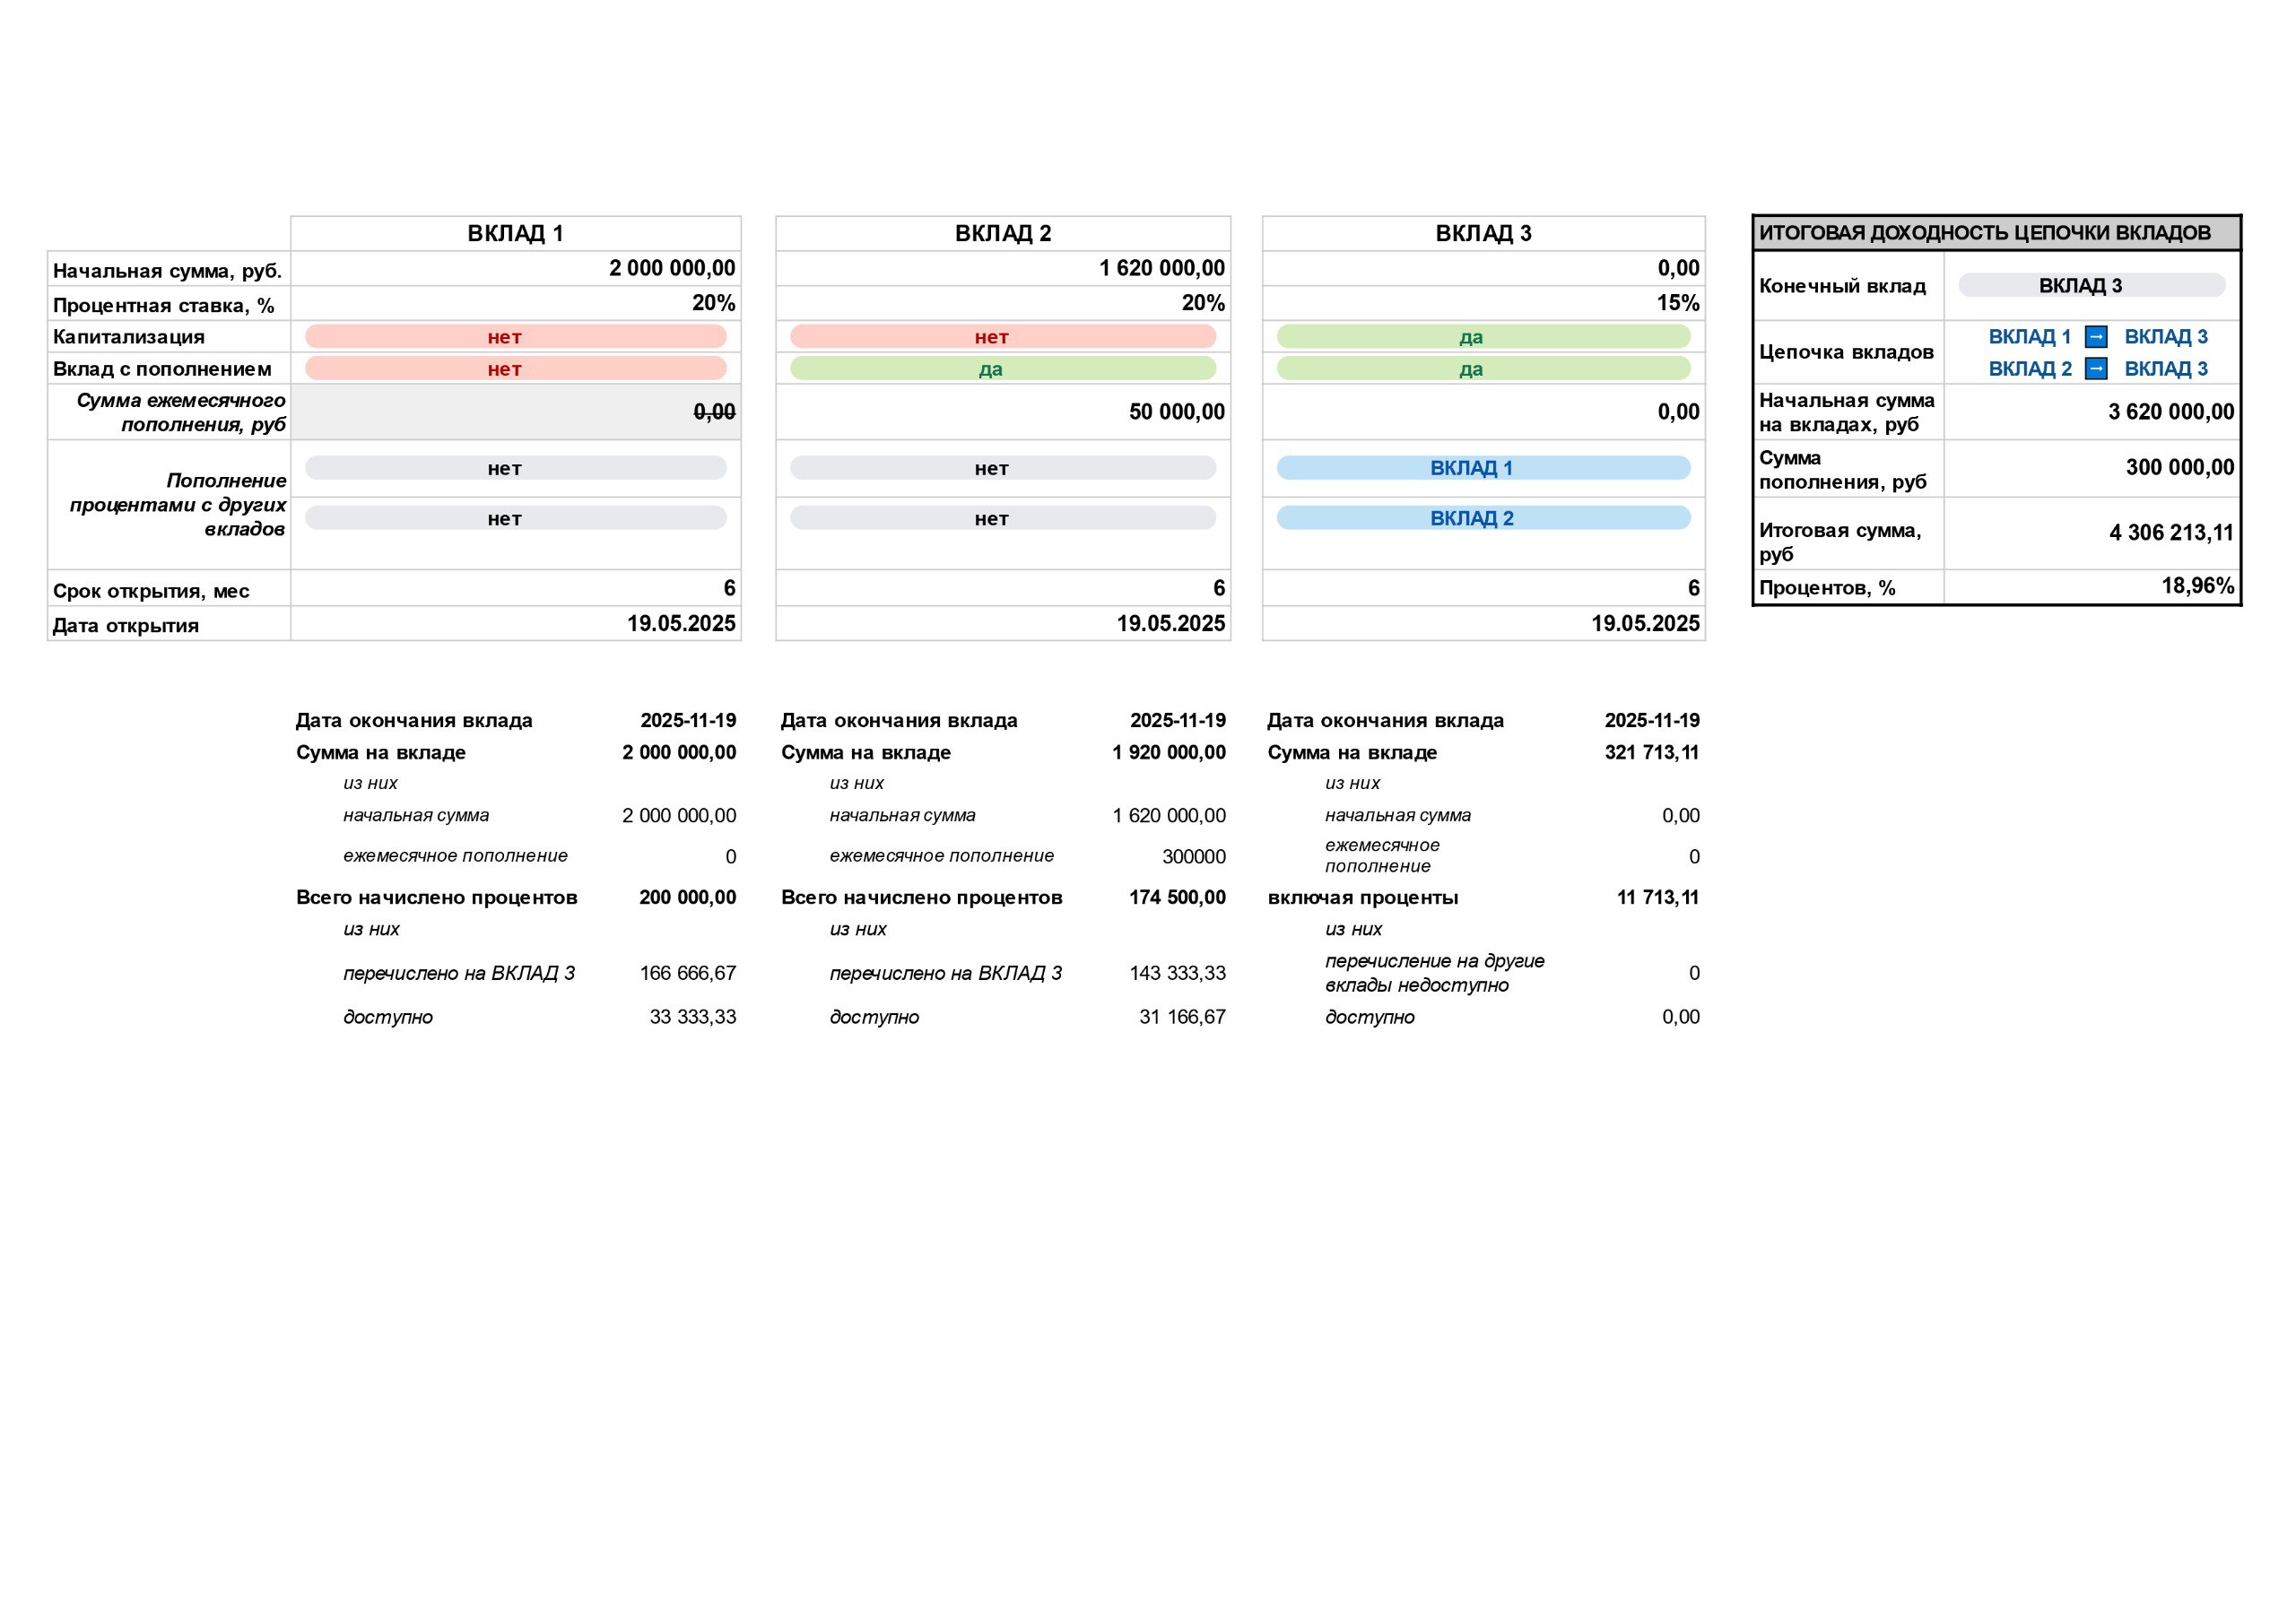 ВКЛАД 1 ВКЛАД 2 ВКЛАД 3 ИТОГОВАЯ ДОХОДНОСТЬ ЦЕПОЧКИ ВКЛАДОВ
Начальная сумма, руб. 2 000 000,00 1 620 000,00 0,00
Процентная ставка, % 20% 20% 15%
Конечный вклад ВКЛАД 3
Капитализация нет нет да
Вклад с пополнением нет да да
Цепочка вкладов
ВКЛАД 1 → ВКЛАД 3
ВКЛАД 2 → ВКЛАД 3
Сумма ежемесячного
пополнения, руб
0,00 50 000,00 0,00
Начальная сумма
на вкладах, руб
3 620 000,00
Пополнение
процентами с других
вкладов
нет нет ВКЛАД 1
нет нет ВКЛАД 2
Сумма
пополнения, руб
300 000,00
Итоговая сумма,
руб
4 306 213,11
Срок открытия, мес 6 6 6
Процентов, % 18,96%
Дата открытия 19.05.2025 19.05.2025 19.05.2025
Дата окончания вклада 2025-11-19 Дата окончания вклада 2025-11-19 Дата окончания вклада 2025-11-19
Сумма на вкладе 2 000 000,00 Сумма на вкладе 1 920 000,00 Сумма на вкладе 321 713,11
из них из них из них
начальная сумма 2 000 000,00 начальная сумма 1 620 000,00 начальная сумма 0,00
ежемесячное пополнение 0 ежемесячное пополнение 300000 ежемесячное
пополнение 0
Всего начислено процентов 200 000,00 Всего начислено процентов 174 500,00 включая проценты 11 713,11
из них из них из них
перечислено на ВКЛАД 3 166 666,67 перечислено на ВКЛАД 3 143 333,33 перечисление на другие
вклады недоступно 0
доступно 33 333,33 доступно 31 166,67 доступно 0,00